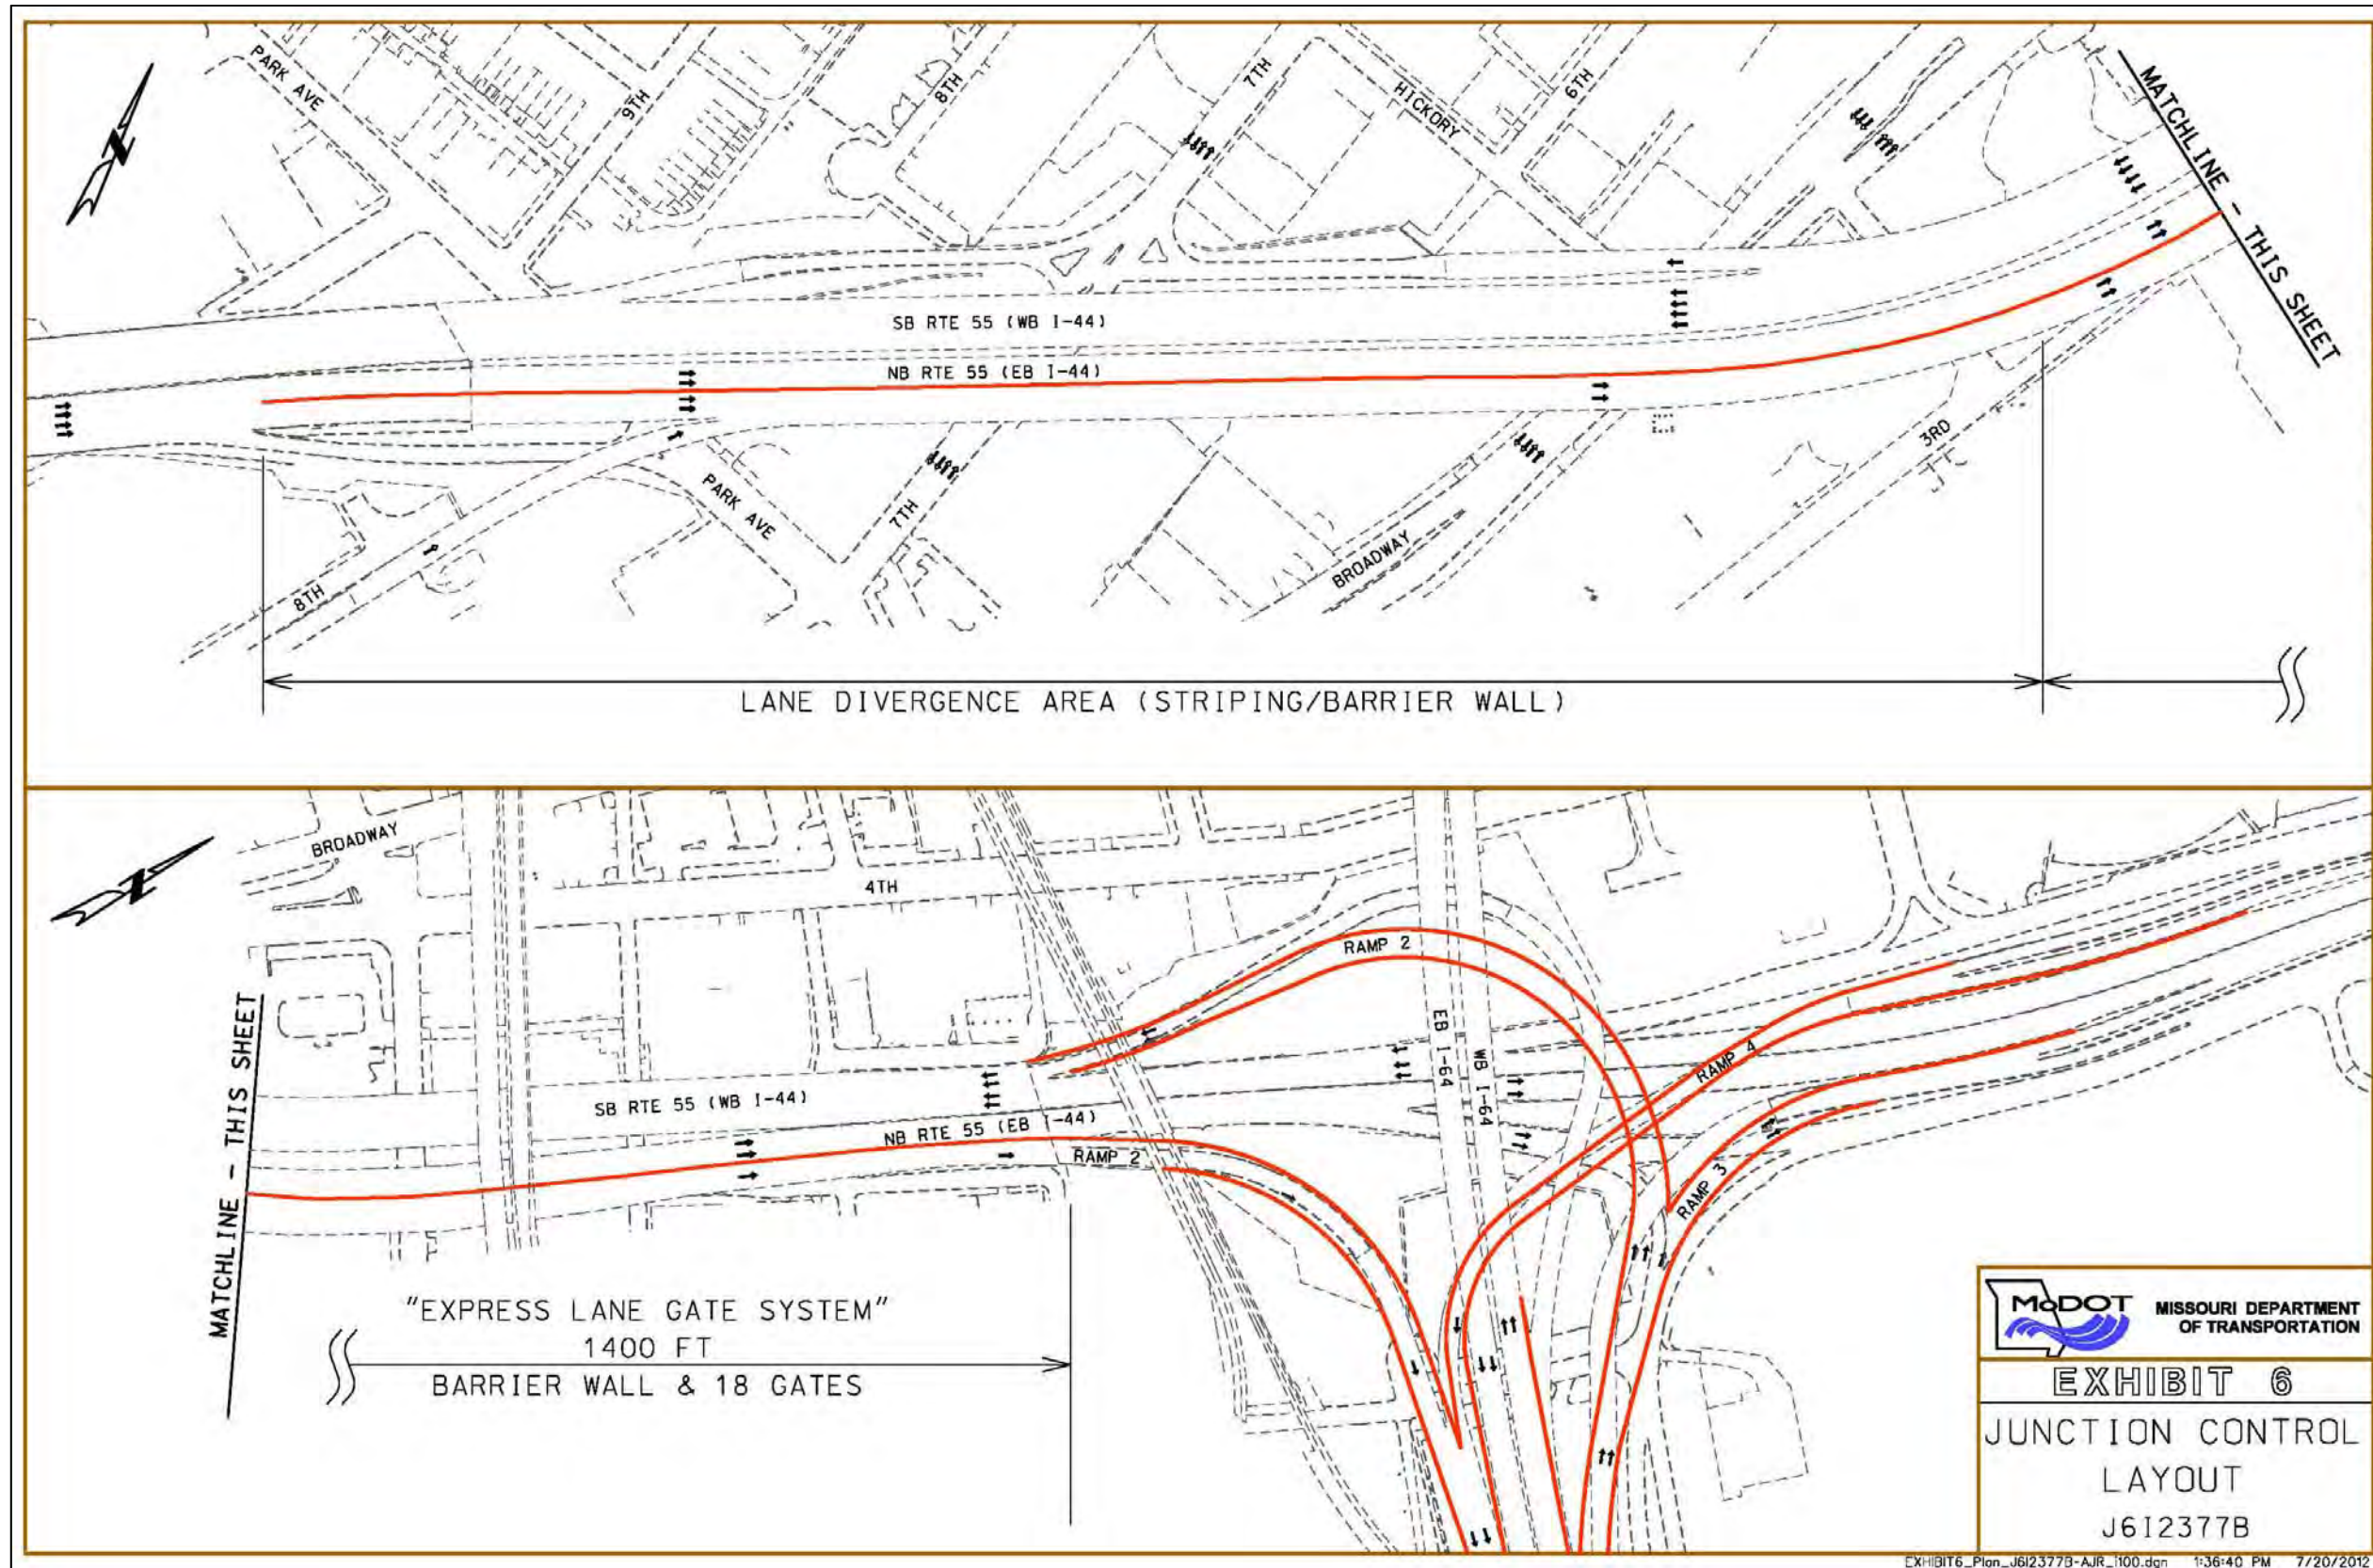 PARK AVE
9TH
8TH
7TH
HICKORY
6TH
MATCHLINE - THIS SHEET
N
SB RTE 55 (WB I-44)
NB RTE 55 (EB I-44)
PARK AVE
7TH
BROADWAY
3RD
8TH
LANE DIVERGENCE AREA (STRIPING/BARRIER WALL)
BROADWAY
4TH
N
RAMP 2
EB I-64
WB I-64
RAMP 4
MATCHLINE - THIS SHEET
SB RTE 55 (WB I-44)
NB RTE 55 (EB I-44)
RAMP 2
RAMP 3
"EXPRESS LANE GATE SYSTEM"
1400 FT
BARRIER WALL & 18 GATES
MoDOT
MISSOURI DEPARTMENT
OF TRANSPORTATION
EXHIBIT 6
JUNCTION CONTROL
LAYOUT
J6I2377B
EXHIBIT6_Plan_J6I2377B-AJR_i100.dgn 1:36:40 PM 7/20/2012